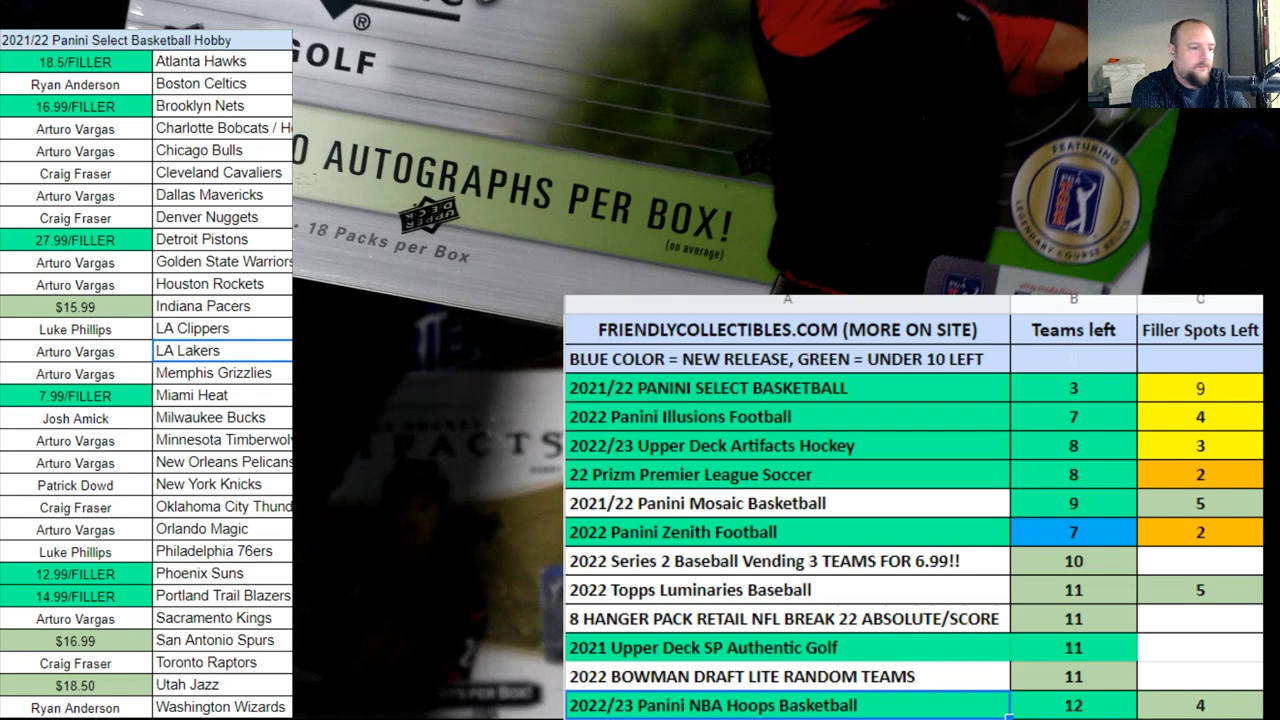 2021/22 Panini Select Basketball Hobby
18.5/FILLER Atlanta Hawks
Ryan Anderson Boston Celtics
16.99/FILLER Brooklyn Nets
Arturo Vargas Charlotte Bobcats / H
Arturo Vargas Chicago Bulls
Craig Fraser Cleveland Cavaliers
Arturo Vargas Dallas Mavericks
Craig Fraser Denver Nuggets
27.99/FILLER Detroit Pistons
Arturo Vargas Golden State Warriors
Arturo Vargas Houston Rockets
$15.99 Indiana Pacers
Luke Phillips LA Clippers
Arturo Vargas LA Lakers
Arturo Vargas Memphis Grizzlies
7.99/FILLER Miami Heat
Josh Amick Milwaukee Bucks
Arturo Vargas Minnesota Timberwol
Arturo Vargas New Orleans Pelicans
Patrick Dowd New York Knicks
Craig Fraser Oklahoma City Thund
Arturo Vargas Orlando Magic
Luke Phillips Philadelphia 76ers
12.99/FILLER Phoenix Suns
14.99/FILLER Portland Trail Blazers
Arturo Vargas Sacramento Kings
$16.99 San Antonio Spurs
Craig Fraser Toronto Raptors
$18.50 Utah Jazz
Ryan Anderson Washington Wizards
®
GOLF
O AUTOGRAPHS PER BOX!
(on average)
UPPER DECK
• 18 Packs per Box
FEATURING
PGA TOUR
LEGENDARY COURSE RELICS
A B C
FRIENDLYCOLLECTIBLES.COM (MORE ON SITE) Teams left Filler Spots Left
BLUE COLOR = NEW RELEASE, GREEN = UNDER 10 LEFT
2021/22 PANINI SELECT BASKETBALL 3 9
2022 Panini Illusions Football 7 4
2022/23 Upper Deck Artifacts Hockey 8 3
22 Prizm Premier League Soccer 8 2
2021/22 Panini Mosaic Basketball 9 5
2022 Panini Zenith Football 7 2
2022 Series 2 Baseball Vending 3 TEAMS FOR 6.99!! 10
2022 Topps Luminaries Baseball 11 5
8 HANGER PACK RETAIL NFL BREAK 22 ABSOLUTE/SCORE 11
2021 Upper Deck SP Authentic Golf 11
2022 BOWMAN DRAFT LITE RANDOM TEAMS 11
2022/23 Panini NBA Hoops Basketball 12 4